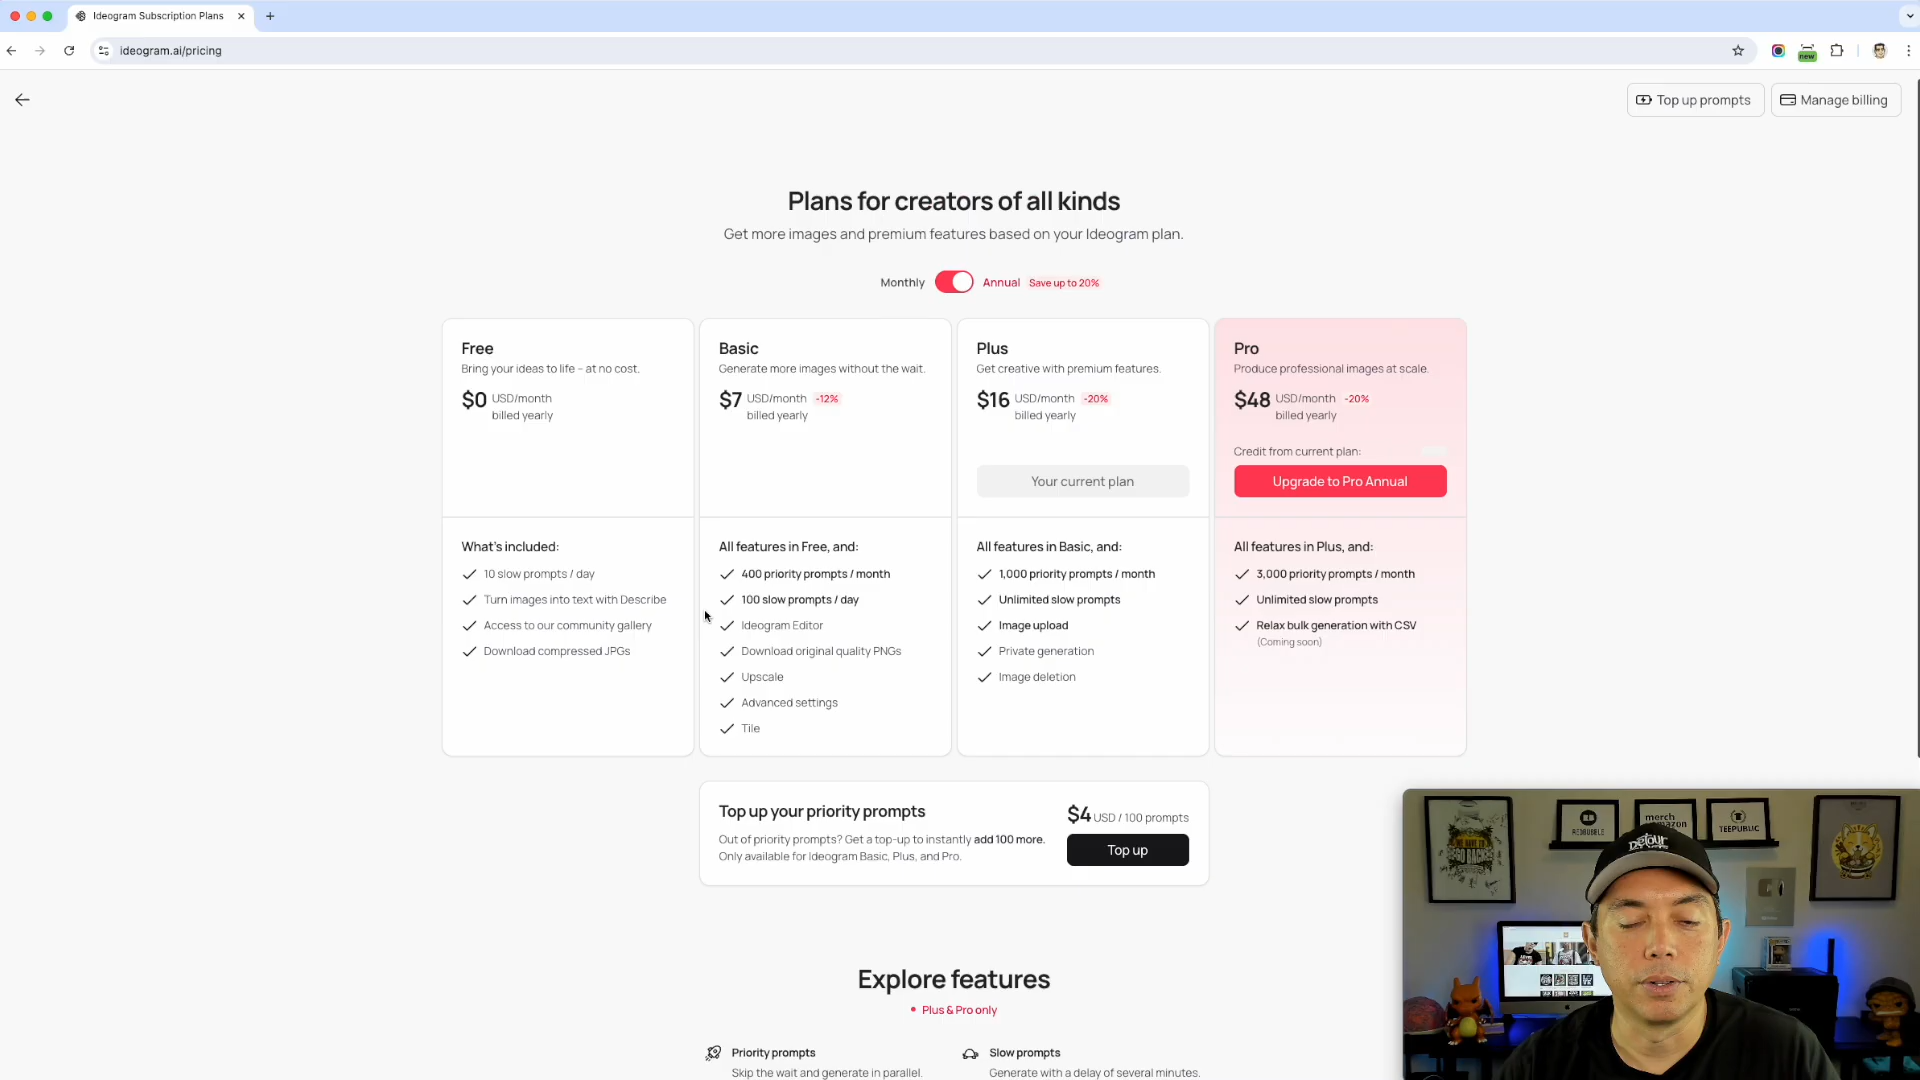 Ideogram Subscription Plans
ideogram.ai/pricing
new
Top up prompts
Manage billing
Plans for creators of all kinds
Get more images and premium features based on your Ideogram plan.
Monthly
Annual
Save up to 20%
Free
Bring your ideas to life – at no cost.
$0 USD/month
billed yearly
What's included:
10 slow prompts / day
Turn images into text with Describe
Access to our community gallery
Download compressed JPGs
Basic
Generate more images without the wait.
$7 USD/month -12%
billed yearly
All features in Free, and:
400 priority prompts / month
100 slow prompts / day
Ideogram Editor
Download original quality PNGs
Upscale
Advanced settings
Tile
Plus
Get creative with premium features.
$16 USD/month -20%
billed yearly
Your current plan
All features in Basic, and:
1,000 priority prompts / month
Unlimited slow prompts
Image upload
Private generation
Image deletion
Pro
Produce professional images at scale.
$48 USD/month -20%
billed yearly
Credit from current plan:
Upgrade to Pro Annual
All features in Plus, and:
3,000 priority prompts / month
Unlimited slow prompts
Relax bulk generation with CSV
(Coming soon)
Top up your priority prompts
Out of priority prompts? Get a top-up to instantly add 100 more.
Only available for Ideogram Basic, Plus, and Pro.
$4 USD / 100 prompts
Top up
Explore features
Plus & Pro only
Priority prompts
Skip the wait and generate in parallel.
Slow prompts
Generate with a delay of several minutes.
REDBUBBLE
merch
amazon
TEEPUBLIC
Detour